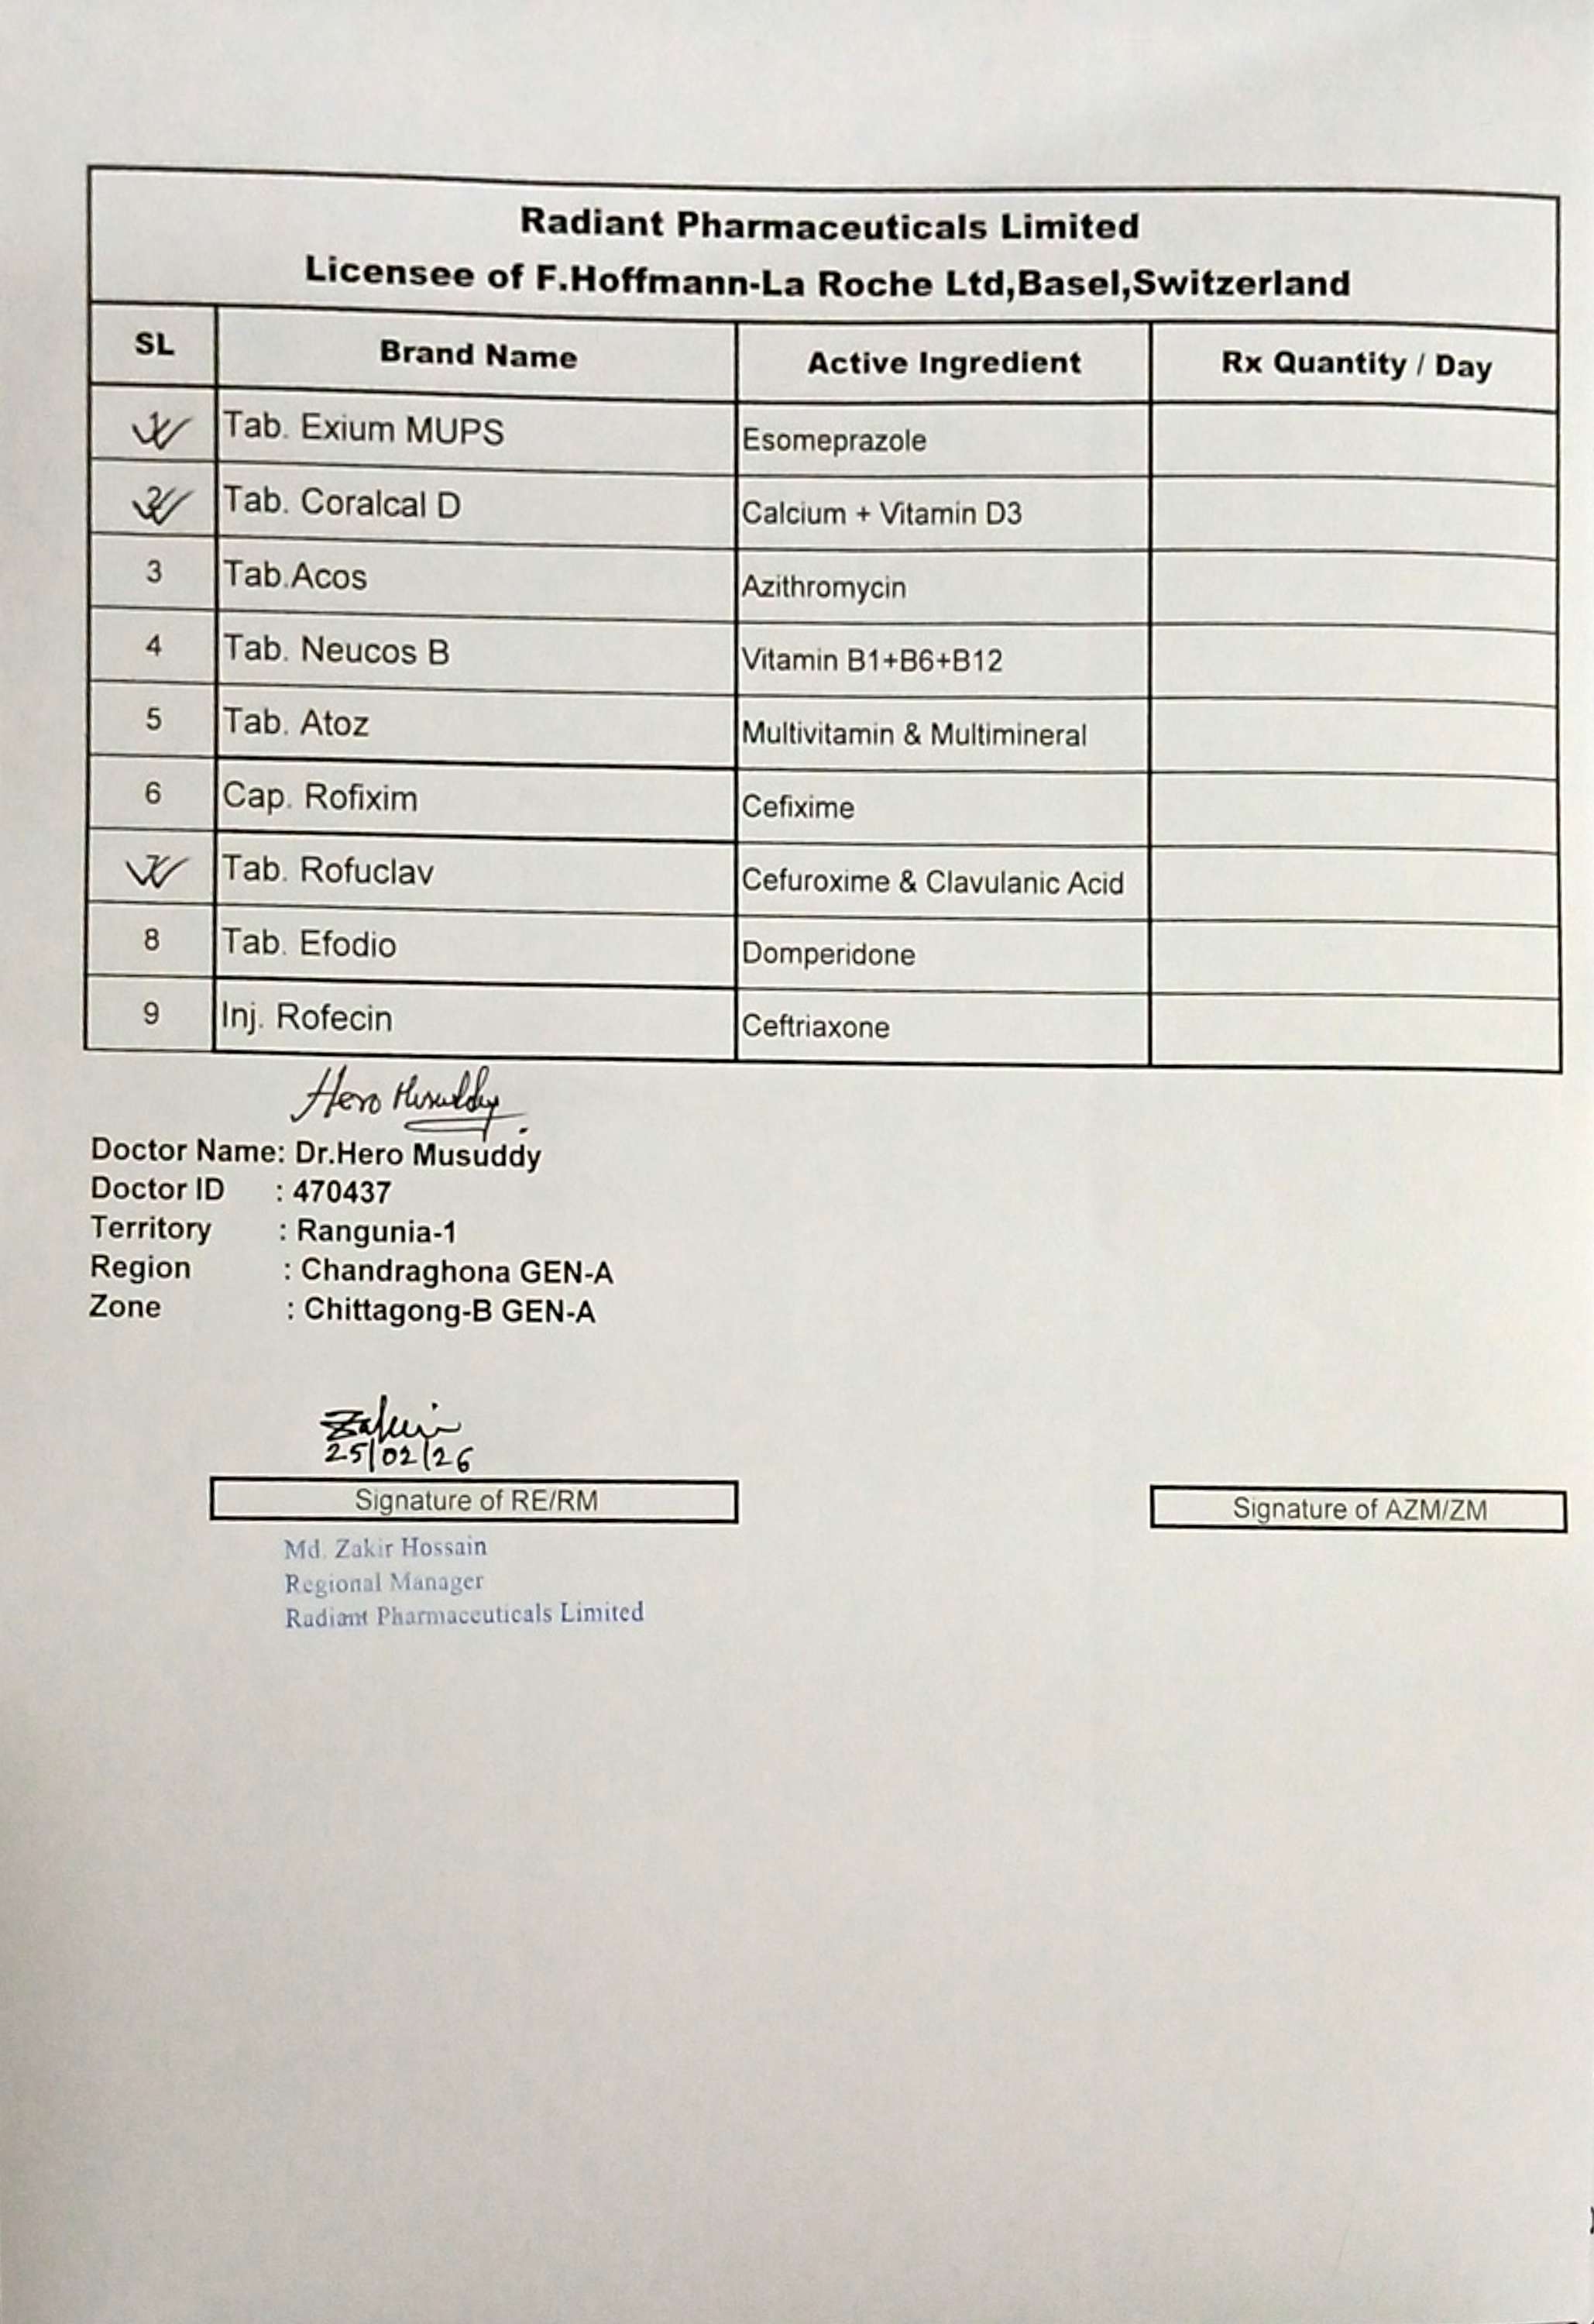 Radiant Pharmaceuticals Limited
Licensee of F.Hoffmann-La Roche Ltd,Basel,Switzerland
SL Brand Name Active Ingredient Rx Quantity / Day
1 Tab. Exium MUPS Esomeprazole
2 Tab. Coralcal D Calcium + Vitamin D3
3 Tab.Acos Azithromycin
4 Tab. Neucos B Vitamin B1+B6+B12
5 Tab. Atoz Multivitamin & Multimineral
6 Cap. Rofixim Cefixime
7 Tab. Rofuclav Cefuroxime & Clavulanic Acid
8 Tab. Efodio Domperidone
9 Inj. Rofecin Ceftriaxone
Hero Musuddy
Doctor Name: Dr.Hero Musuddy
Doctor ID : 470437
Territory : Rangunia-1
Region : Chandraghona GEN-A
Zone : Chittagong-B GEN-A
Zakir
25/02/26
Signature of RE/RM Signature of AZM/ZM
Md. Zakir Hossain
Regional Manager
Radiant Pharmaceuticals Limited